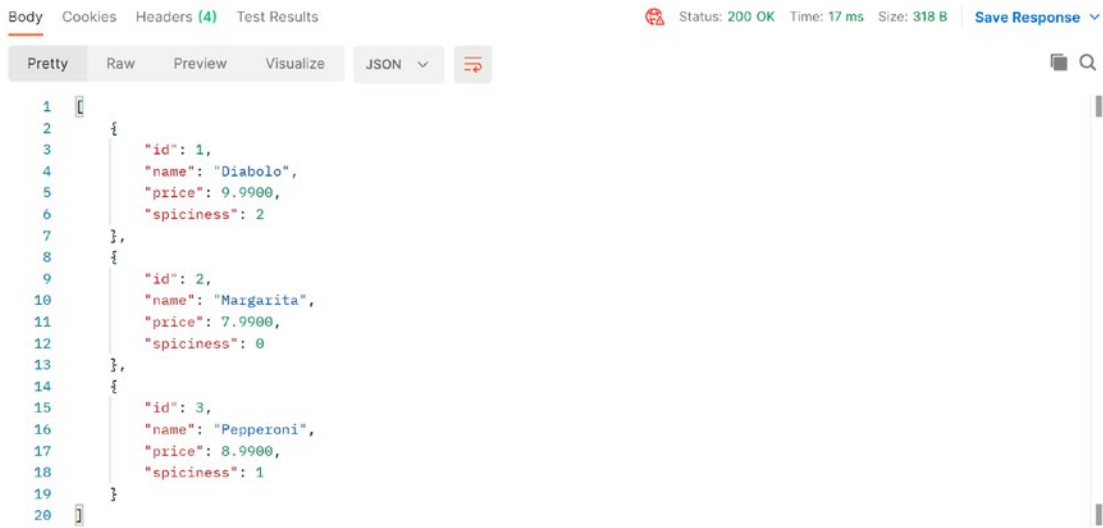 Body Cookies Headers (4) Test Results Status: 200 OK Time: 17 ms Size: 318 B Save Response
Pretty Raw Preview Visualize JSON
1 [
2 {
3 "id": 1,
4 "name": "Diabolo",
5 "price": 9.9900,
6 "spiciness": 2
7 },
8 {
9 "id": 2,
10 "name": "Margarita",
11 "price": 7.9900,
12 "spiciness": 0
13 },
14 {
15 "id": 3,
16 "name": "Pepperoni",
17 "price": 8.9900,
18 "spiciness": 1
19 }
20 ]